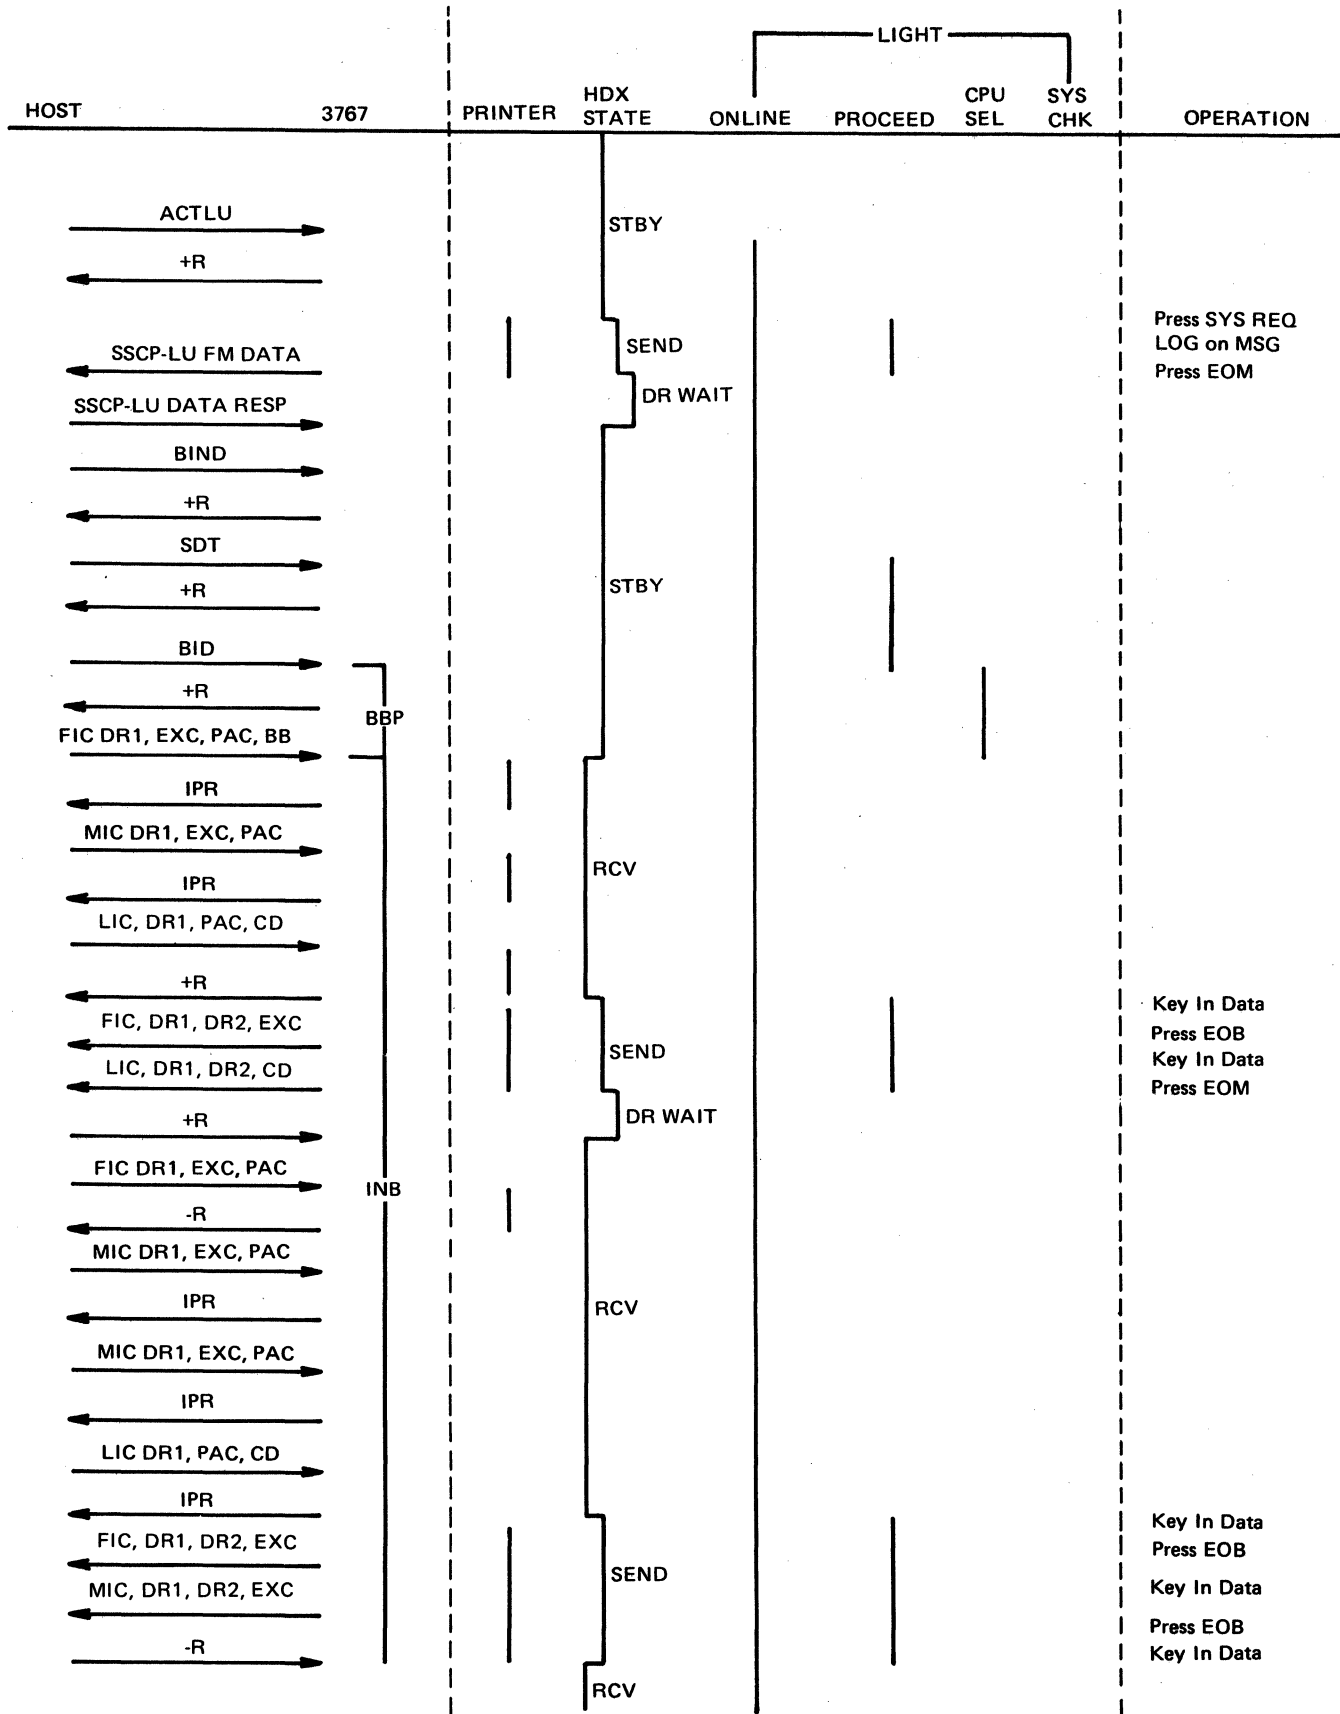 LIGHT
HOST 3767 PRINTER HDX STATE ONLINE PROCEED CPU SEL SYS CHK OPERATION
ACTLU
STBY
+R
Press SYS REQ
SEND
LOG on MSG
SSCP-LU FM DATA
Press EOM
DR WAIT
SSCP-LU DATA RESP
BIND
+R
SDT
STBY
+R
BID
+R
BBP
FIC DR1, EXC, PAC, BB
IPR
MIC DR1, EXC, PAC
RCV
IPR
LIC, DR1, PAC, CD
+R
Key In Data
FIC, DR1, DR2, EXC
Press EOB
SEND
Key In Data
LIC, DR1, DR2, CD
Press EOM
DR WAIT
+R
FIC DR1, EXC, PAC
INB
-R
MIC DR1, EXC, PAC
IPR
RCV
MIC DR1, EXC, PAC
IPR
LIC DR1, PAC, CD
IPR
Key In Data
FIC, DR1, DR2, EXC
Press EOB
SEND
MIC, DR1, DR2, EXC
Key In Data
Press EOB
-R
Key In Data
RCV